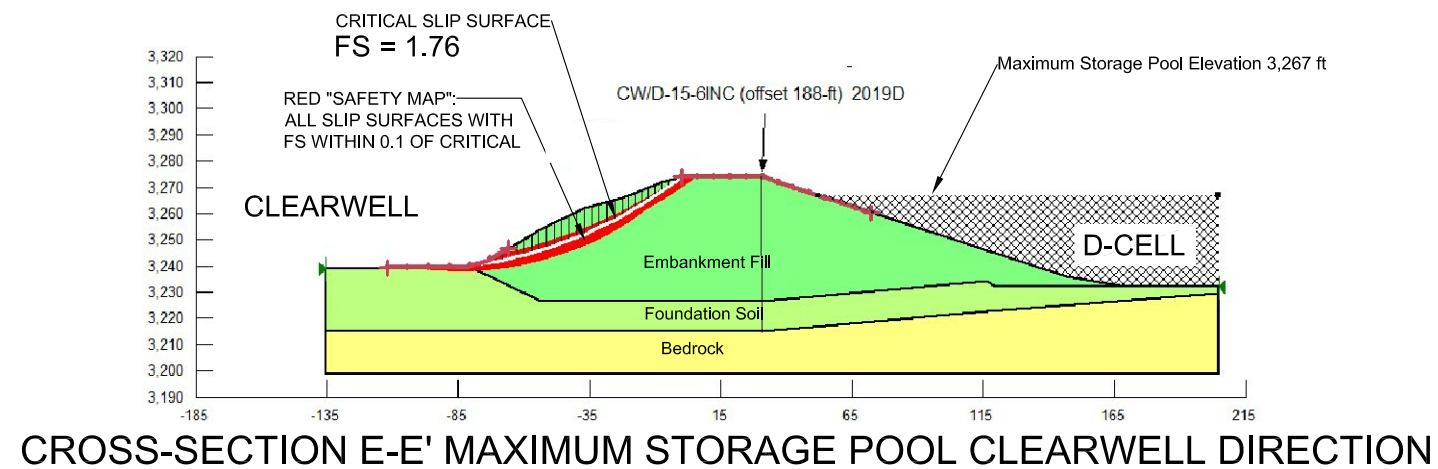 CRITICAL SLIP SURFACE
FS = 1.76
RED "SAFETY MAP":
ALL SLIP SURFACES WITH
FS WITHIN 0.1 OF CRITICAL
CW/D-15-6INC (offset 188-ft) 2019D
Maximum Storage Pool Elevation 3,267 ft
3,320
3,310
3,300
3,290
3,280
3,270
3,260
3,250
3,240
3,230
3,220
3,210
3,200
3,190
CLEARWELL
D-CELL
Embankment Fill
Foundation Soil
Bedrock
-185
-135
-85
-35
15
65
115
165
215
CROSS-SECTION E-E' MAXIMUM STORAGE POOL CLEARWELL DIRECTION